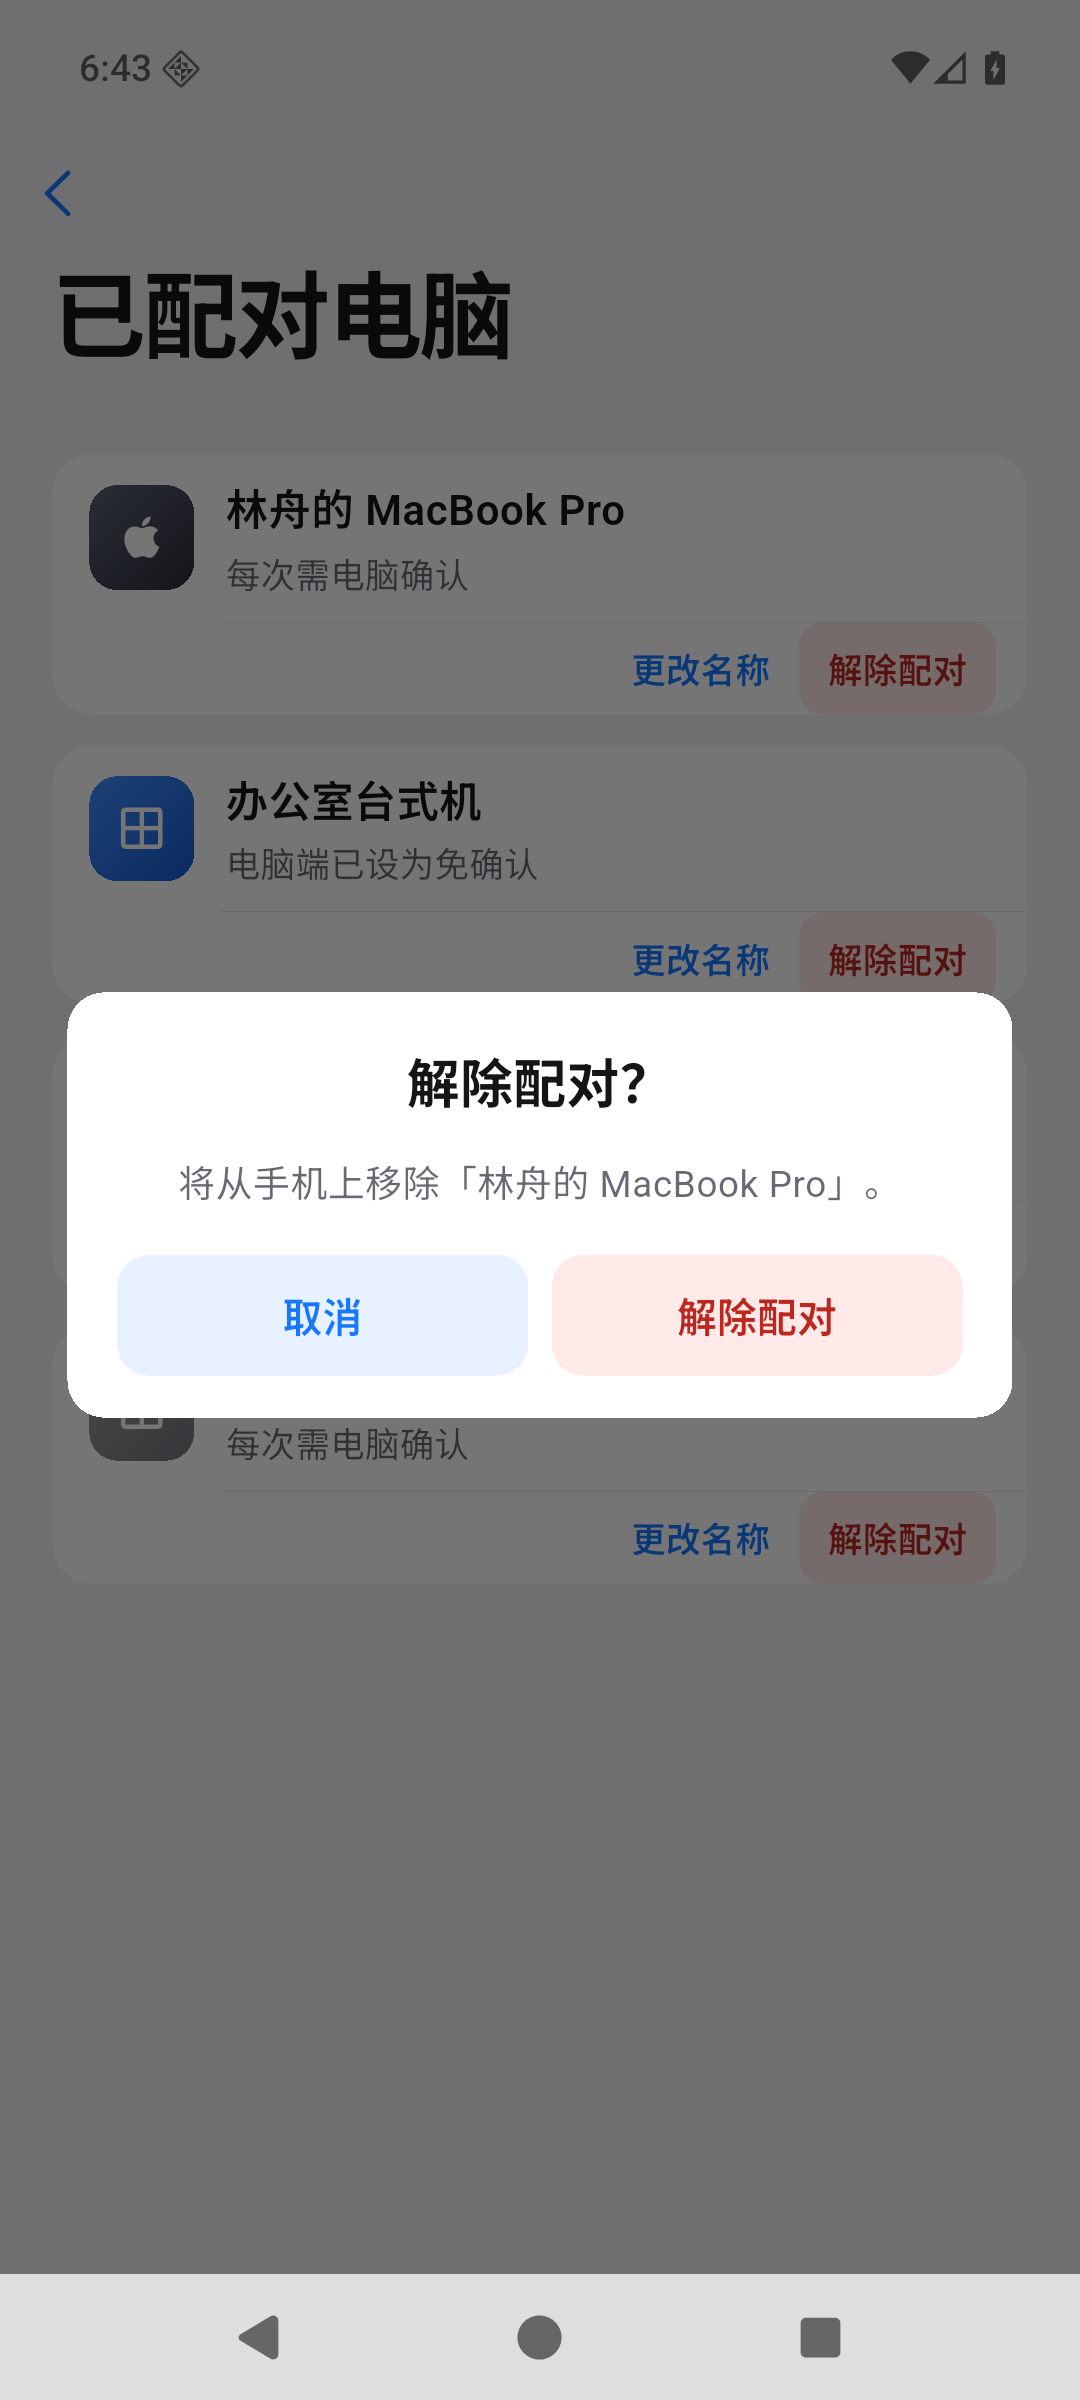 6:43
已配对电脑
林舟的 MacBook Pro
每次需电脑确认
更改名称 解除配对
办公室台式机
电脑端已设为免确认
更改名称 解除配对
解除配对?
将从手机上移除「林舟的 MacBook Pro」。
取消 解除配对
每次需电脑确认
更改名称 解除配对